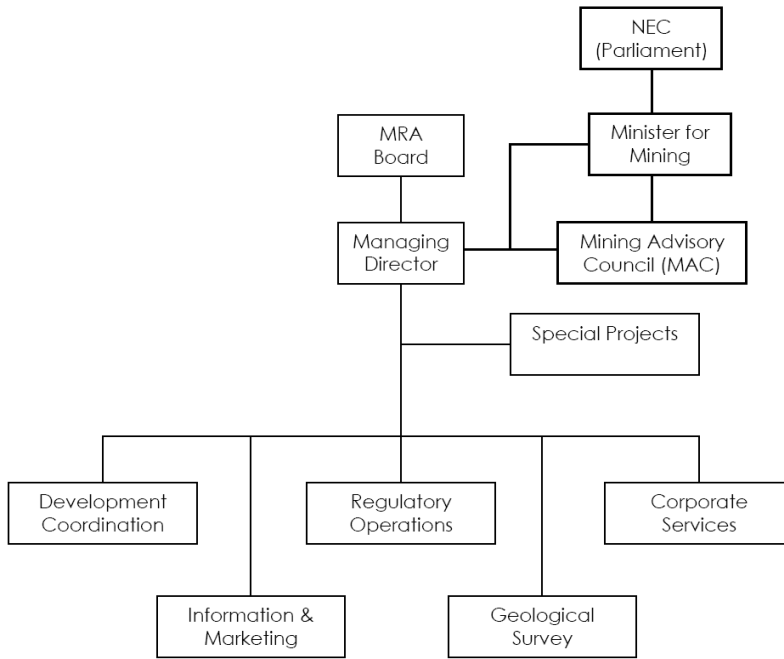 NEC
(Parliament)
MRA
Board
Minister for
Mining
Managing
Director
Mining Advisory
Council (MAC)
Special Projects
Development
Coordination
Regulatory
Operations
Corporate
Services
Information &
Marketing
Geological
Survey